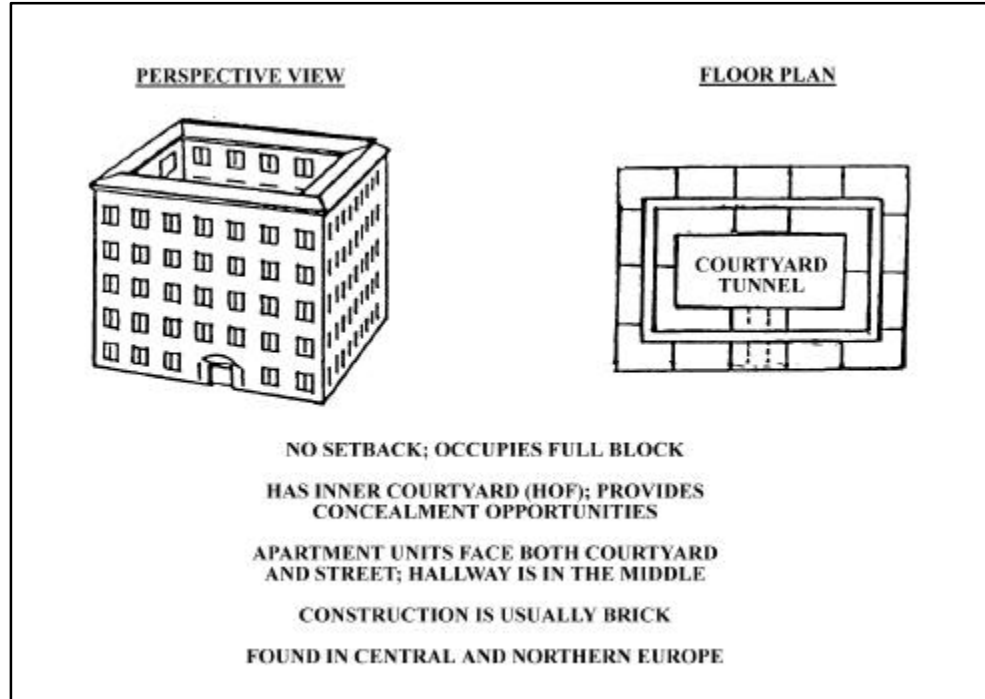 PERSPECTIVE VIEW
FLOOR PLAN
COURTYARD
TUNNEL
NO SETBACK; OCCUPIES FULL BLOCK
HAS INNER COURTYARD (HOF); PROVIDES
CONCEALMENT OPPORTUNITIES
APARTMENT UNITS FACE BOTH COURTYARD
AND STREET; HALLWAY IS IN THE MIDDLE
CONSTRUCTION IS USUALLY BRICK
FOUND IN CENTRAL AND NORTHERN EUROPE